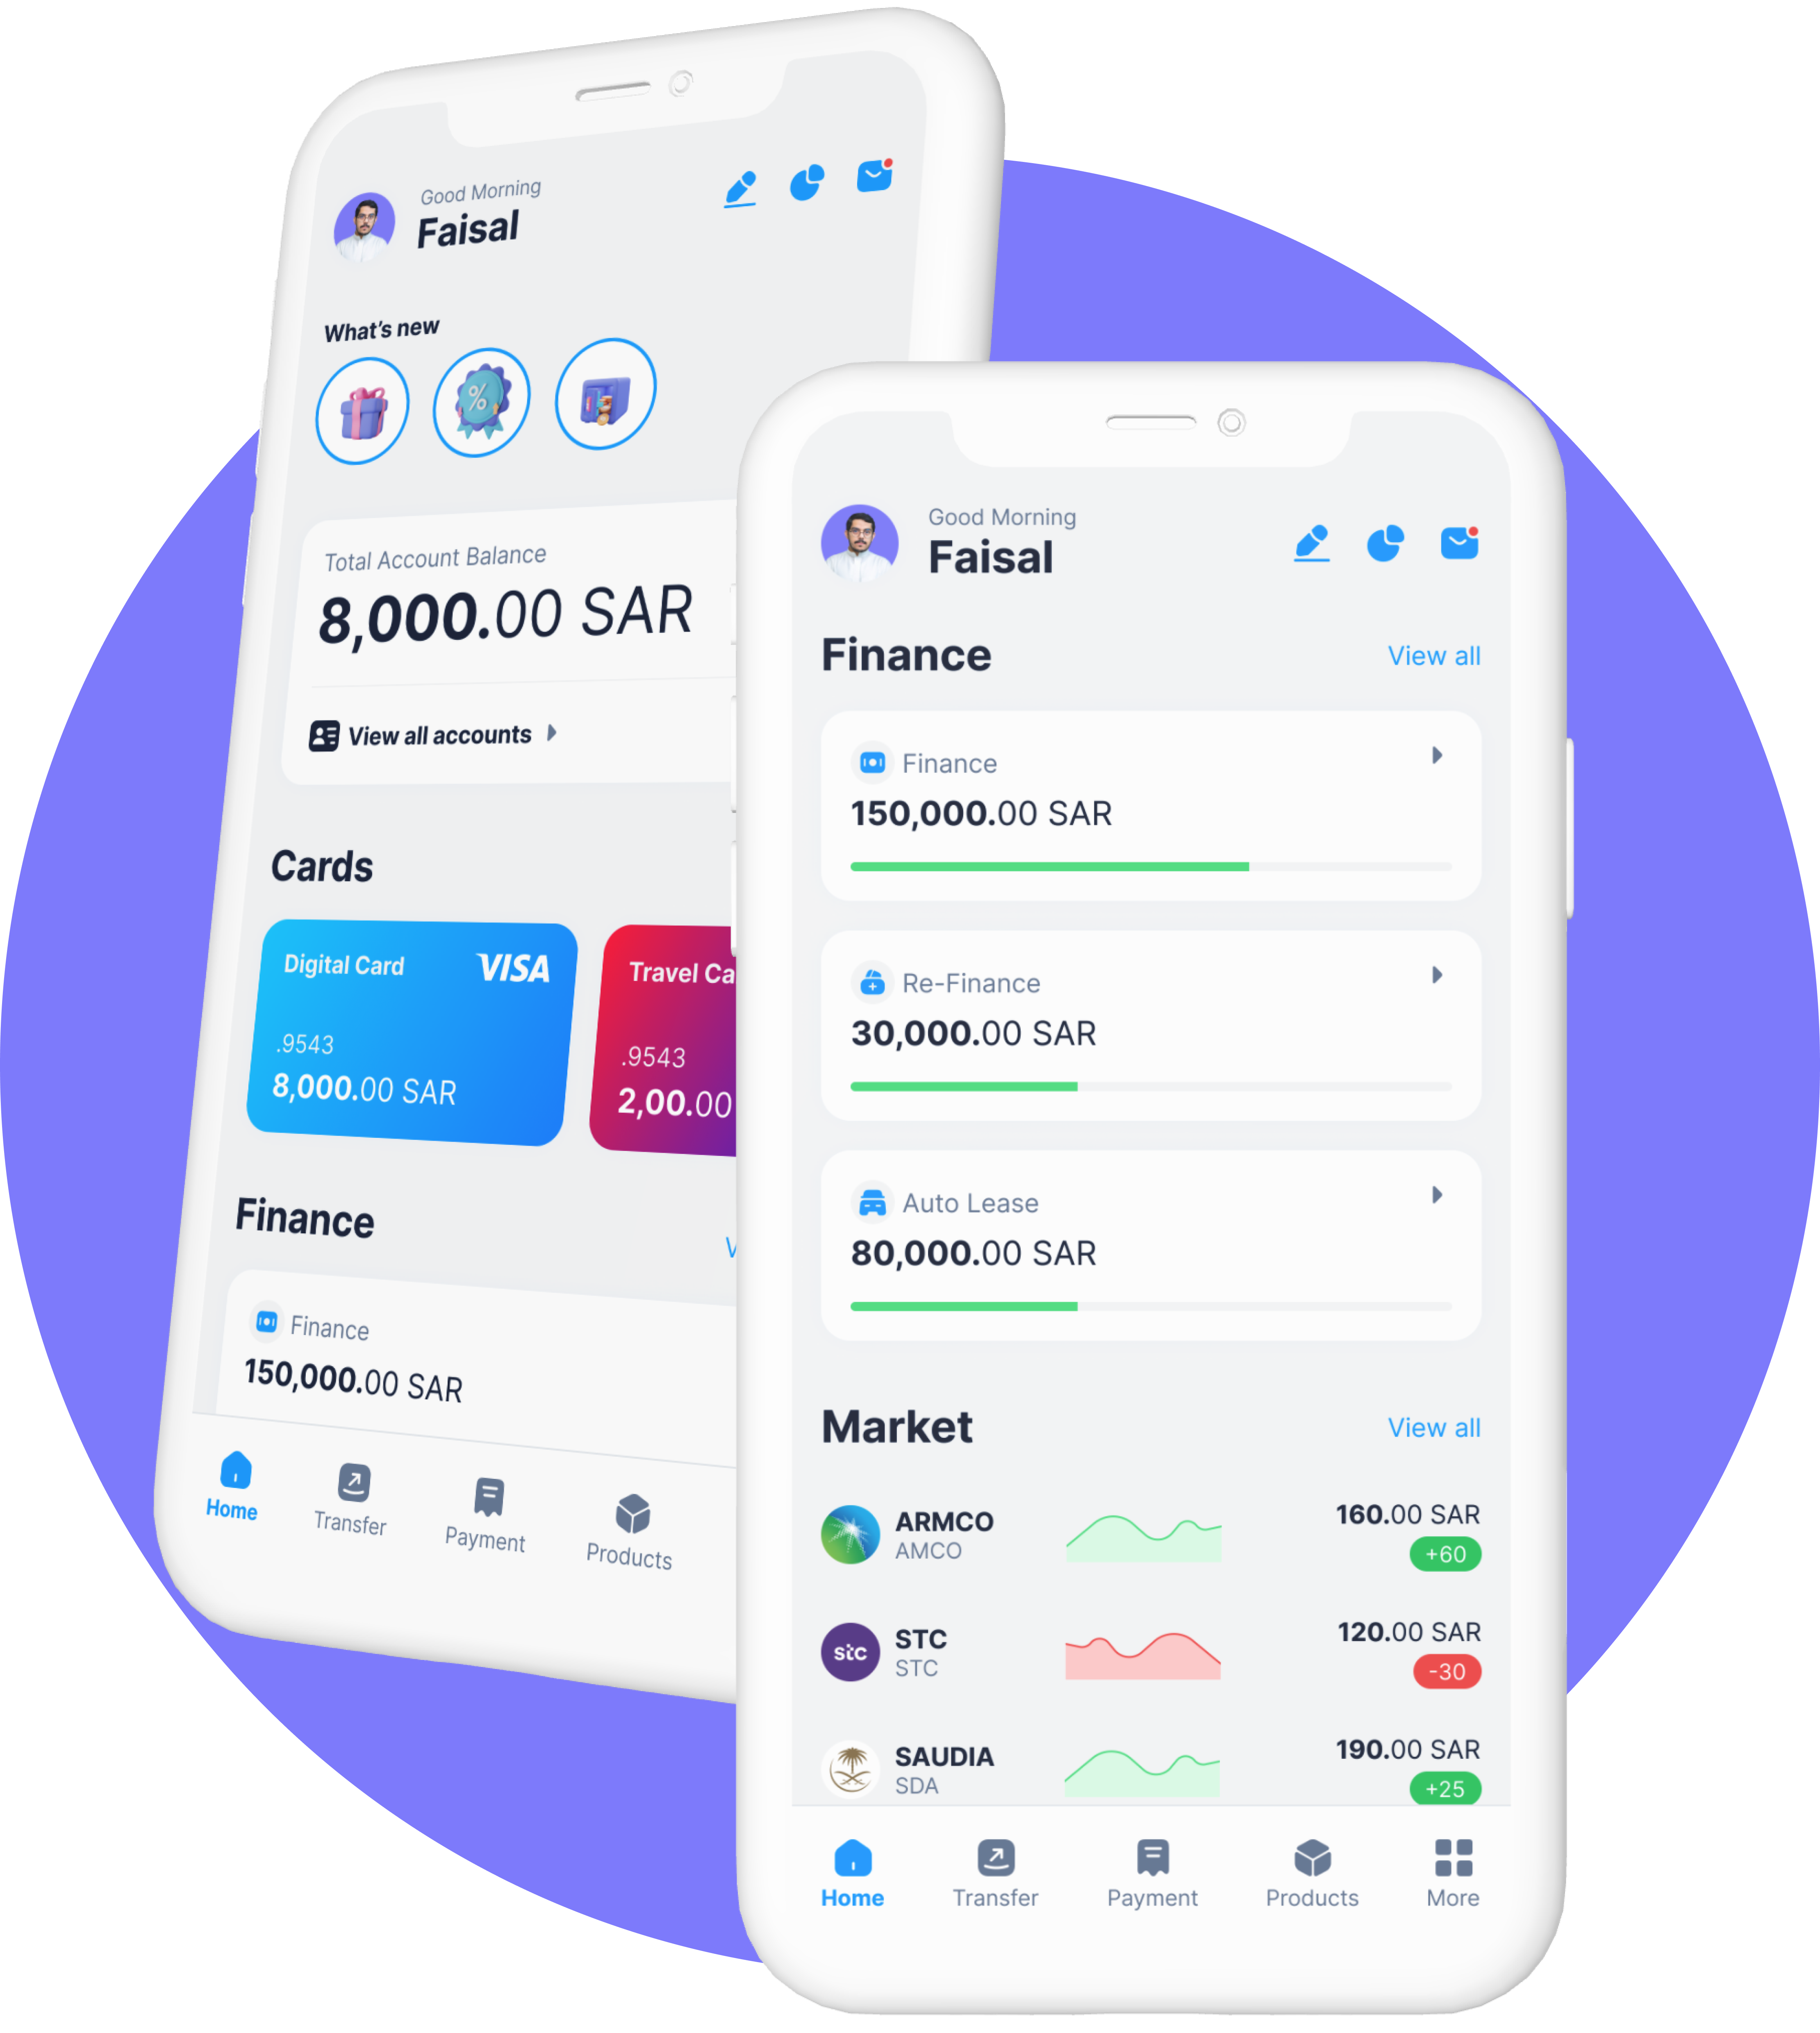 Good Morning
Faisal
What's new
%
Total Account Balance
8,000.00 SAR
View all accounts
Cards
Digital Card VISA
.9543
8,000.00 SAR
Travel Ca
.9543
2,00.00
Finance
V
Finance
150,000.00 SAR
Home Transfer Payment Products
Good Morning
Faisal
Finance View all
Finance
150,000.00 SAR
Re-Finance
30,000.00 SAR
Auto Lease
80,000.00 SAR
Market View all
ARMCO 160.00 SAR
AMCO +60
stc STC 120.00 SAR
STC -30
SAUDIA 190.00 SAR
SDA +25
Home Transfer Payment Products More